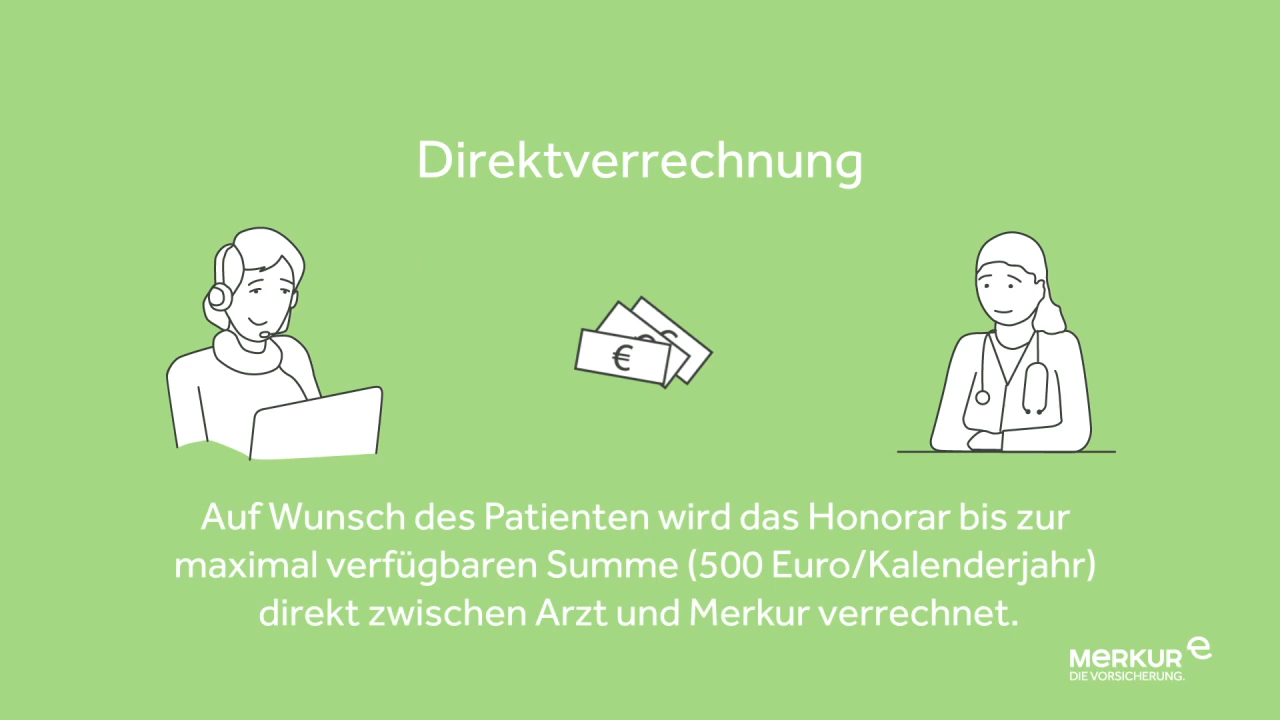 Direktverrechnung
€
Auf Wunsch des Patienten wird das Honorar bis zur
maximal verfügbaren Summe (500 Euro/Kalenderjahr)
direkt zwischen Arzt und Merkur verrechnet.
MERKUR
DIE VORSICHERUNG.